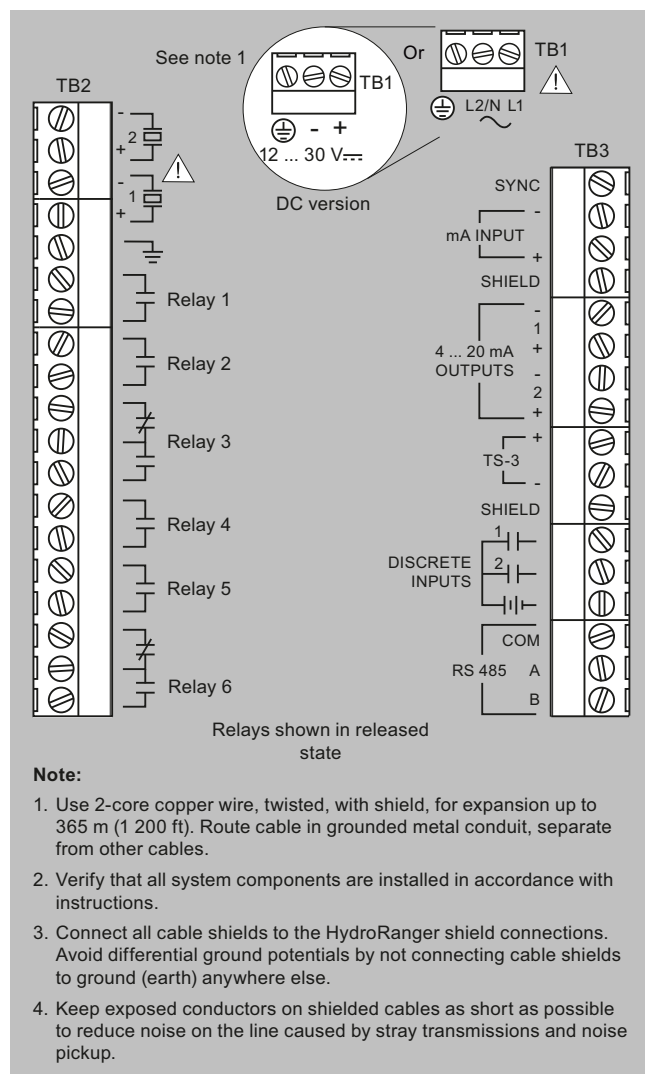 See note 1
Or
TB1
TB1
L2/N L1
- +
12 ... 30 V
DC version
TB2
-
2
+
-
1
+
Relay 1
Relay 2
Relay 3
Relay 4
Relay 5
Relay 6
TB3
SYNC
-
mA INPUT
+
SHIELD
-
1
+
4 ... 20 mA
OUTPUTS
-
2
+
+
TS-3
-
SHIELD
1
DISCRETE
INPUTS
2
COM
RS 485 A
B
Relays shown in released
state
Note:
1. Use 2-core copper wire, twisted, with shield, for expansion up to
365 m (1 200 ft). Route cable in grounded metal conduit, separate
from other cables.
2. Verify that all system components are installed in accordance with
instructions.
3. Connect all cable shields to the HydroRanger shield connections.
Avoid differential ground potentials by not connecting cable shields
to ground (earth) anywhere else.
4. Keep exposed conductors on shielded cables as short as possible
to reduce noise on the line caused by stray transmissions and noise
pickup.